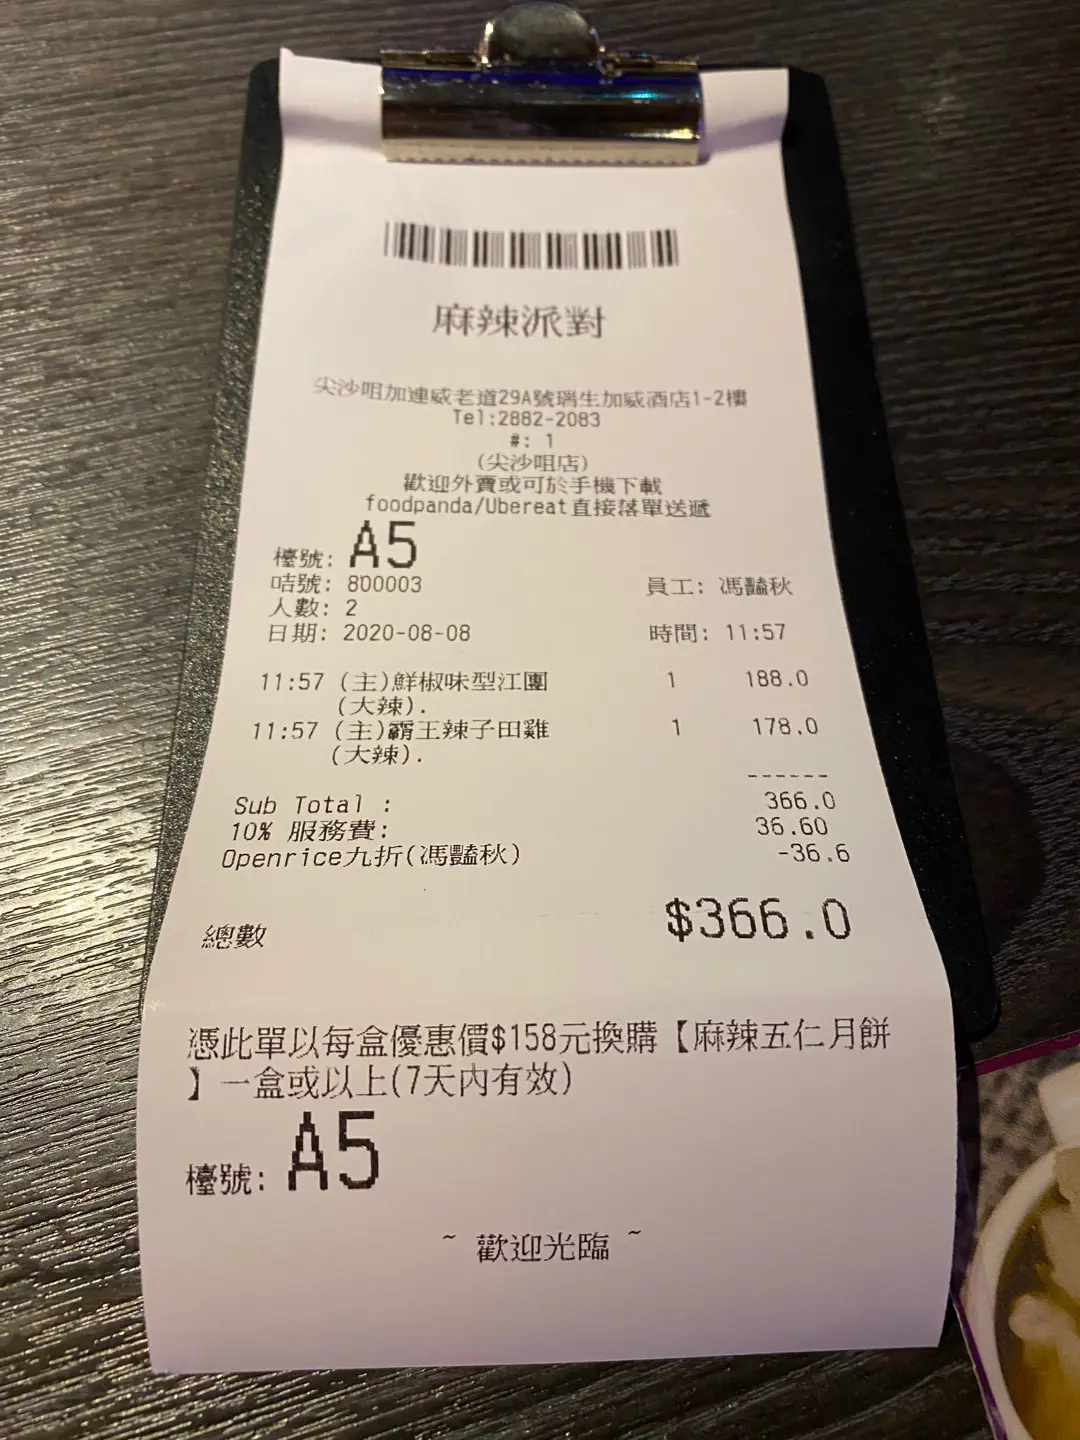 麻辣派對
尖沙咀加連威老道29A號瑞生加威酒店1-2樓
Tel:2882-2083
#: 1
(尖沙咀店)
歡迎外賣或可於手機下載
foodpanda/Ubereat直接落單送遞
檯號: A5
咭號: 800003 員工: 馮豔秋
人數: 2
日期: 2020-08-08 時間: 11:57
11:57 (主)鮮椒味型江團 1 188.0
(大辣).
11:57 (主)霸王辣子田雞 1 178.0
(大辣).
------
Sub Total : 366.0
10% 服務費: 36.60
Openrice九折(馮豔秋) -36.6
總數 $366.0
憑此單以每盒優惠價$158元換購【麻辣五仁月餅
】一盒或以上(7天內有效)
檯號: A5
~ 歡迎光臨 ~